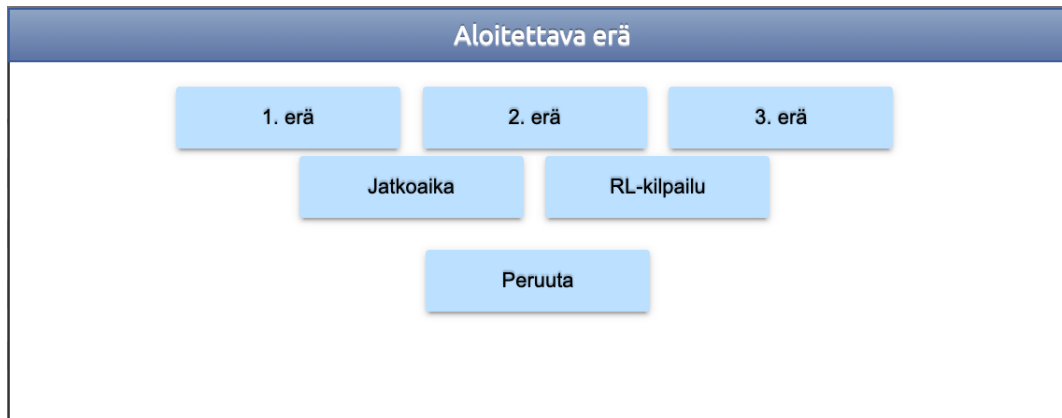 Aloitettava erä
1. erä 2. erä 3. erä
Jatkoaika RL-kilpailu
Peruuta